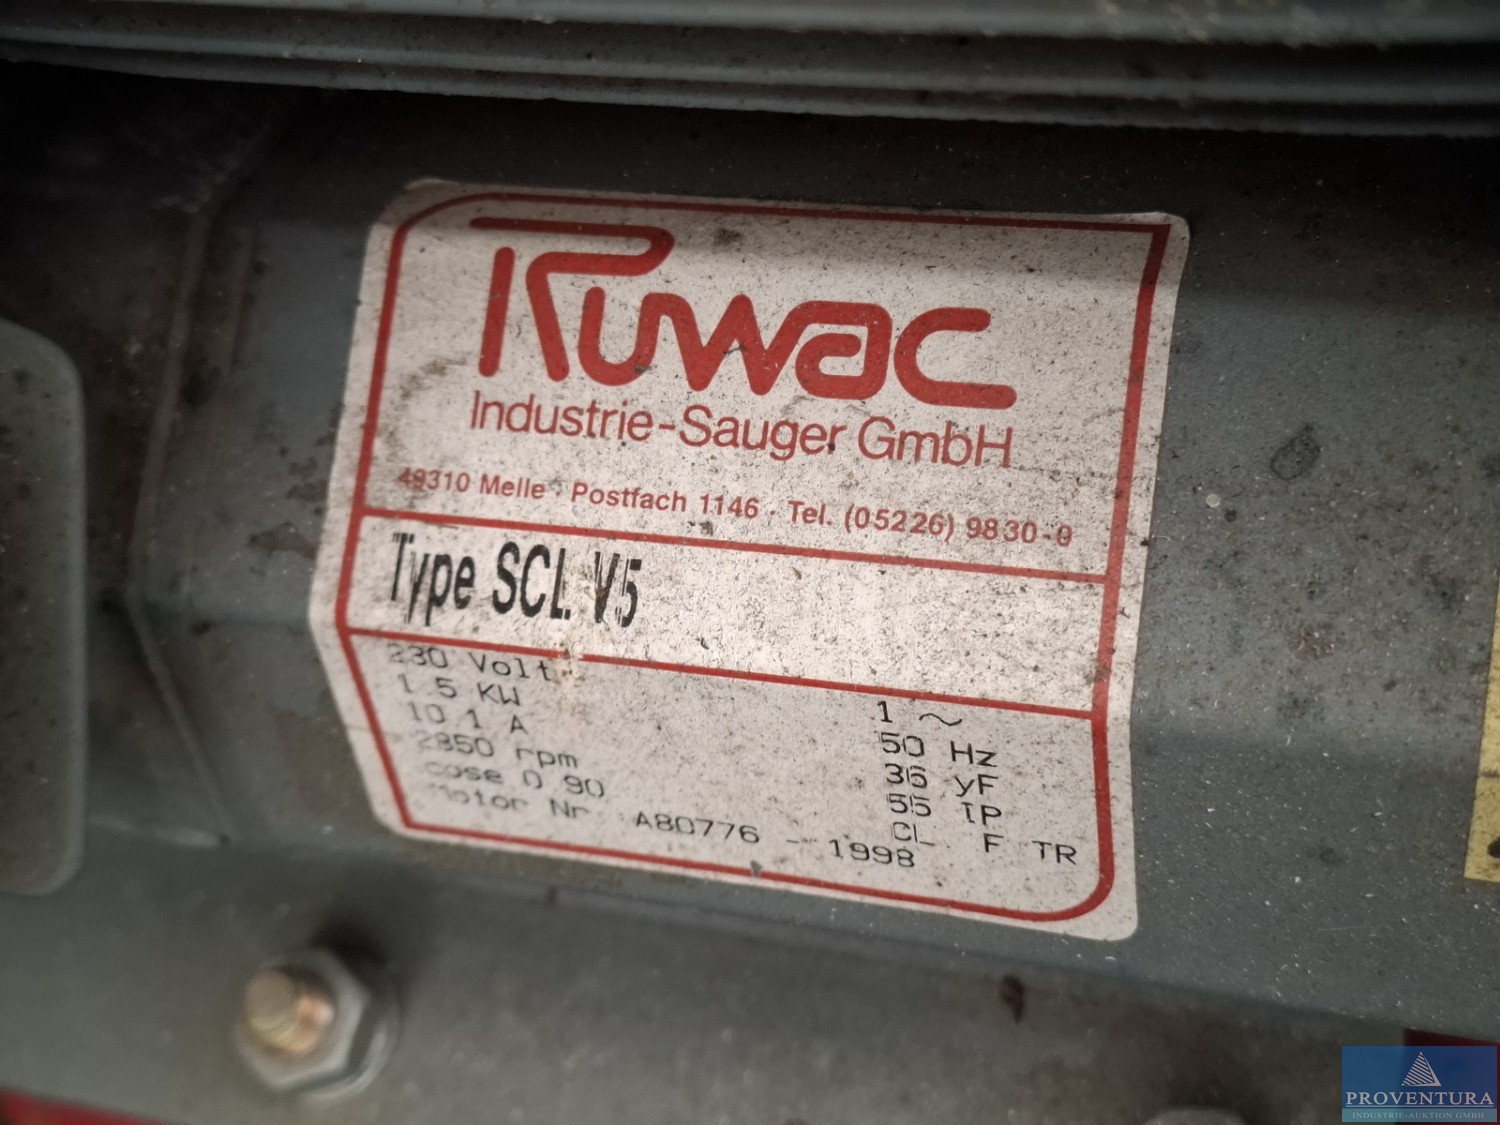 Ruwac
Industrie-Sauger GmbH
49310 Melle · Postfach 1146 · Tel. (05226) 9830-0
Type SCL V5
230 Volt 1 ~
1.5 KW 50 Hz
10.1 A 36 yF
2850 rpm 55 IP
cose 0.90 CL. F TR
Motor Nr. A80776 - 1998
PROVENTURA
INDUSTRIE-AUKTION GMBH